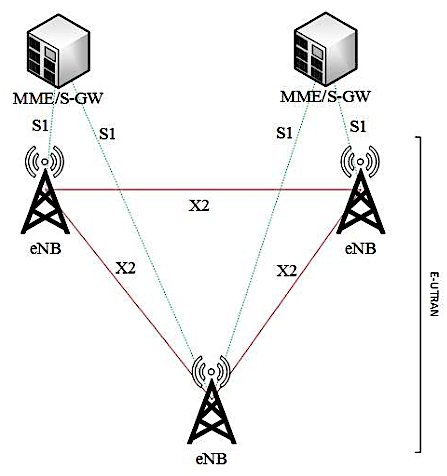 MME/S-GW
MME/S-GW
S1
S1
S1
S1
X2
eNB
eNB
X2
X2
E-UTRAN
eNB